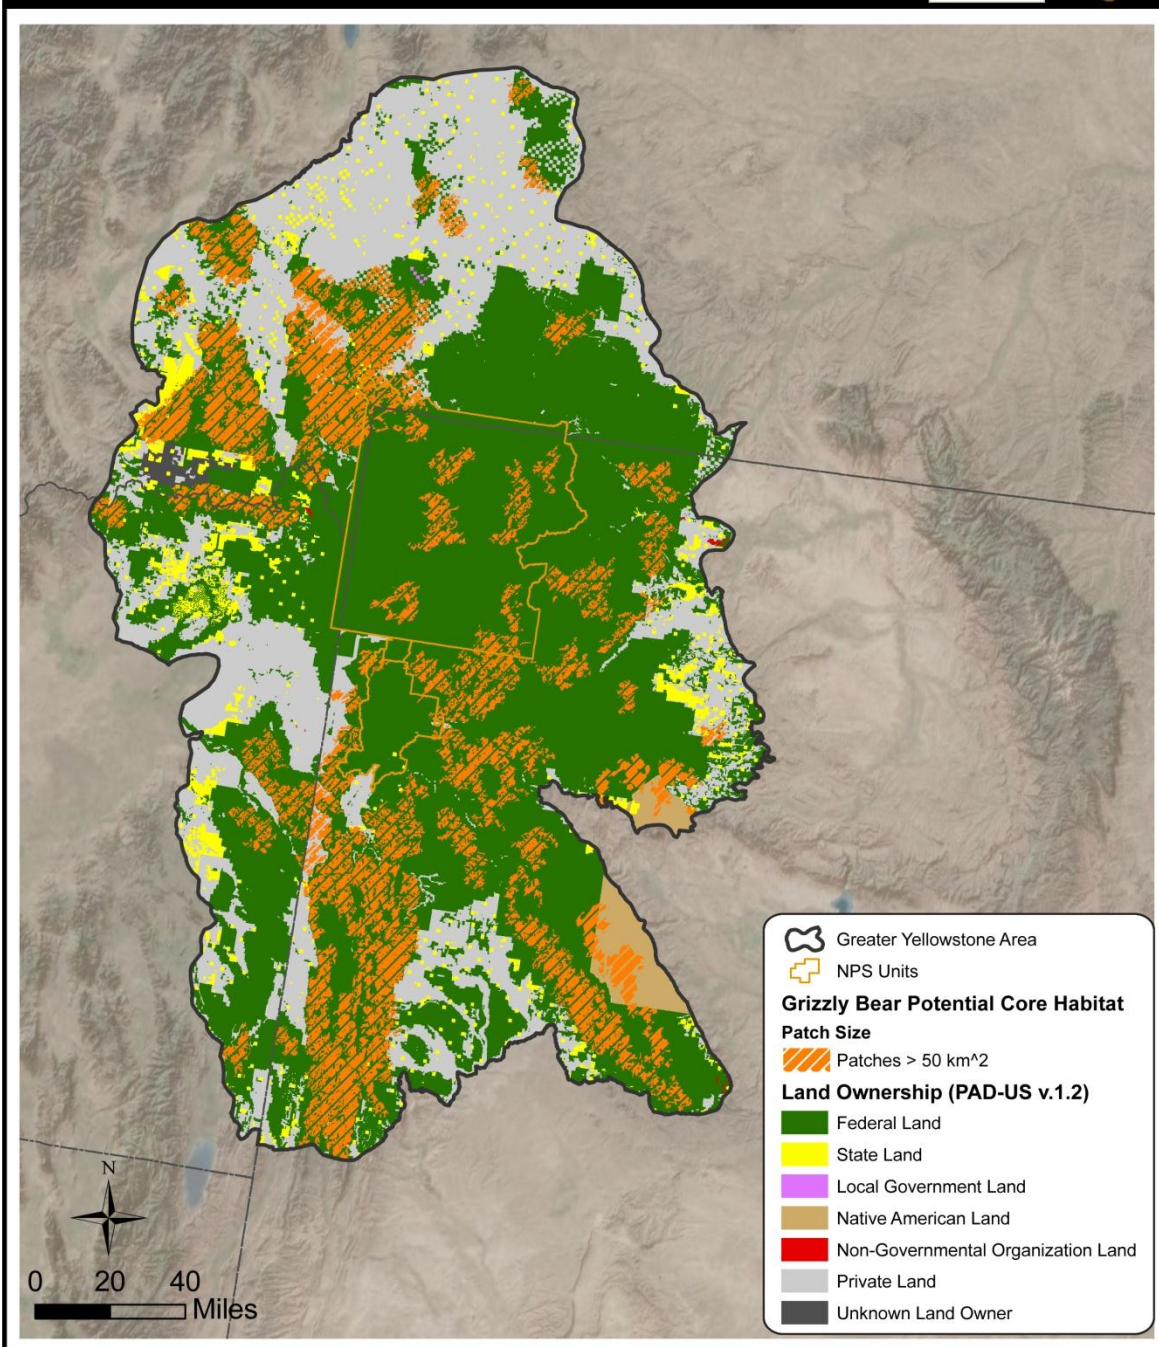 Greater Yellowstone Area
NPS Units
Grizzly Bear Potential Core Habitat
Patch Size
Patches > 50 km^2
Land Ownership (PAD-US v.1.2)
Federal Land
State Land
Local Government Land
Native American Land
Non-Governmental Organization Land
Private Land
Unknown Land Owner
N
0 20 40
Miles